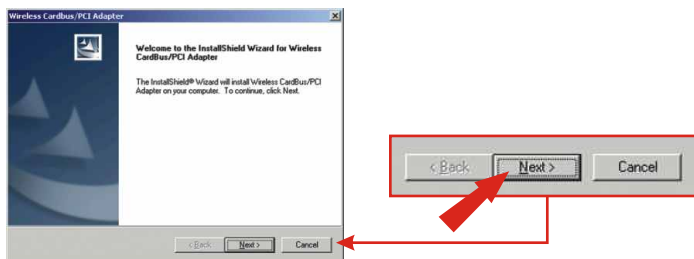 Wireless Cardbus/PCI Adapter
Welcome to the InstallShield Wizard for Wireless
CardBus/PCI Adapter
The InstallShield® Wizard will install Wireless CardBus/PCI
Adapter on your computer. To continue, click Next.
< Back Next > Cancel
< Back Next > Cancel